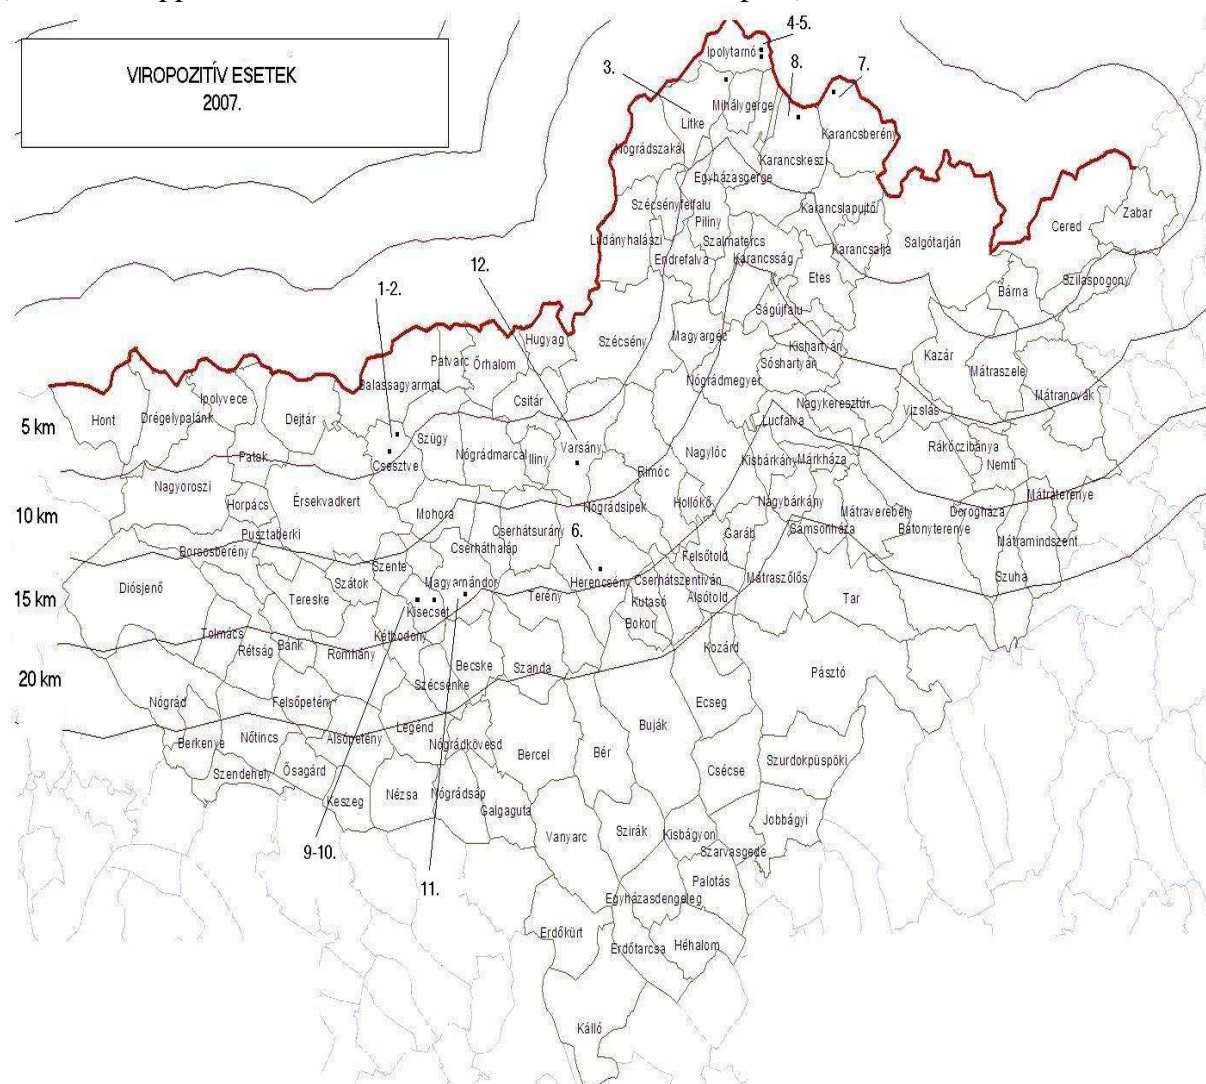 4-5.
VIROPOZITÍV ESETEK
2007.
Ipolytarnó
3.
8.
7.
Mihálygerge
Litke
Karancsberény
Nógrádszakál
Karancskeszi
Egyházasgerge
Szécsényfelfalu
Piliny
Karancslapujtő
Zabar
Cered
Ludányhalászi
Szalmatercs
Karancsalja
Salgótarján
12.
Endrefalva
Karancsság
Etes
Szilaspogony
1-2.
Bárna
Ságújfalu
Hugyag
Szécsény
Magyargéc
Kishartyán
Patvarc
Őrhalom
Sóshartyán
Kazár
Mátraszele
Balassagyarmat
Nógrádmegyer
Mátranovák
Ipolyvece
Csitár
Nagykeresztúr
Vizslás
Hont
Drégelypalánk
Dejtár
Lucfalva
5 km
Szügy
Rákóczibánya
Patak
Csesztve
Nógrádmarcal
Iliny
Varsány
Nagylóc
Kisbárkány
Márkháza
Nemti
Rimóc
Nagyoroszi
Horpács
Érsekvadkert
Nógrádsipek
Hollókő
Nagybárkány
Mátraterenye
10 km
Mohora
Mátraverebély
Dorogháza
Cserhátsurány
6.
Garáb
Sámsonháza
Bátonyterenye
Pusztaberki
Mátramindszent
Borsosberény
Cserháthaláp
Felsőtold
Szente
Diósjenő
Szátok
Magyarnándor
Herencsény
Cserhátszentiván
Mátraszőlős
Szuha
15 km
Tereske
Kisecset
Terény
Kutasó
Alsótold
Tar
Bokor
Tolmács
Kétbodony
Rétság
Bánk
Romhány
Kozárd
20 km
Becske
Szanda
Pásztó
Szécsénke
Nógrád
Felsőpetény
Ecseg
Buják
Legénd
Berkenye
Nőtincs
Alsópetény
Nógrádkövesd
Bercel
Bér
Szendehely
Ősagárd
Csécse
Szurdokpüspöki
Keszeg
Nézsa
Nógrádsáp
Galgaguta
Jobbágyi
Vanyarc
Szirák
Kisbágyon
9-10.
Szarvasgede
11.
Palotás
Egyházasdengeleg
Erdőkürt
Erdőtarcsa
Héhalom
Kálló